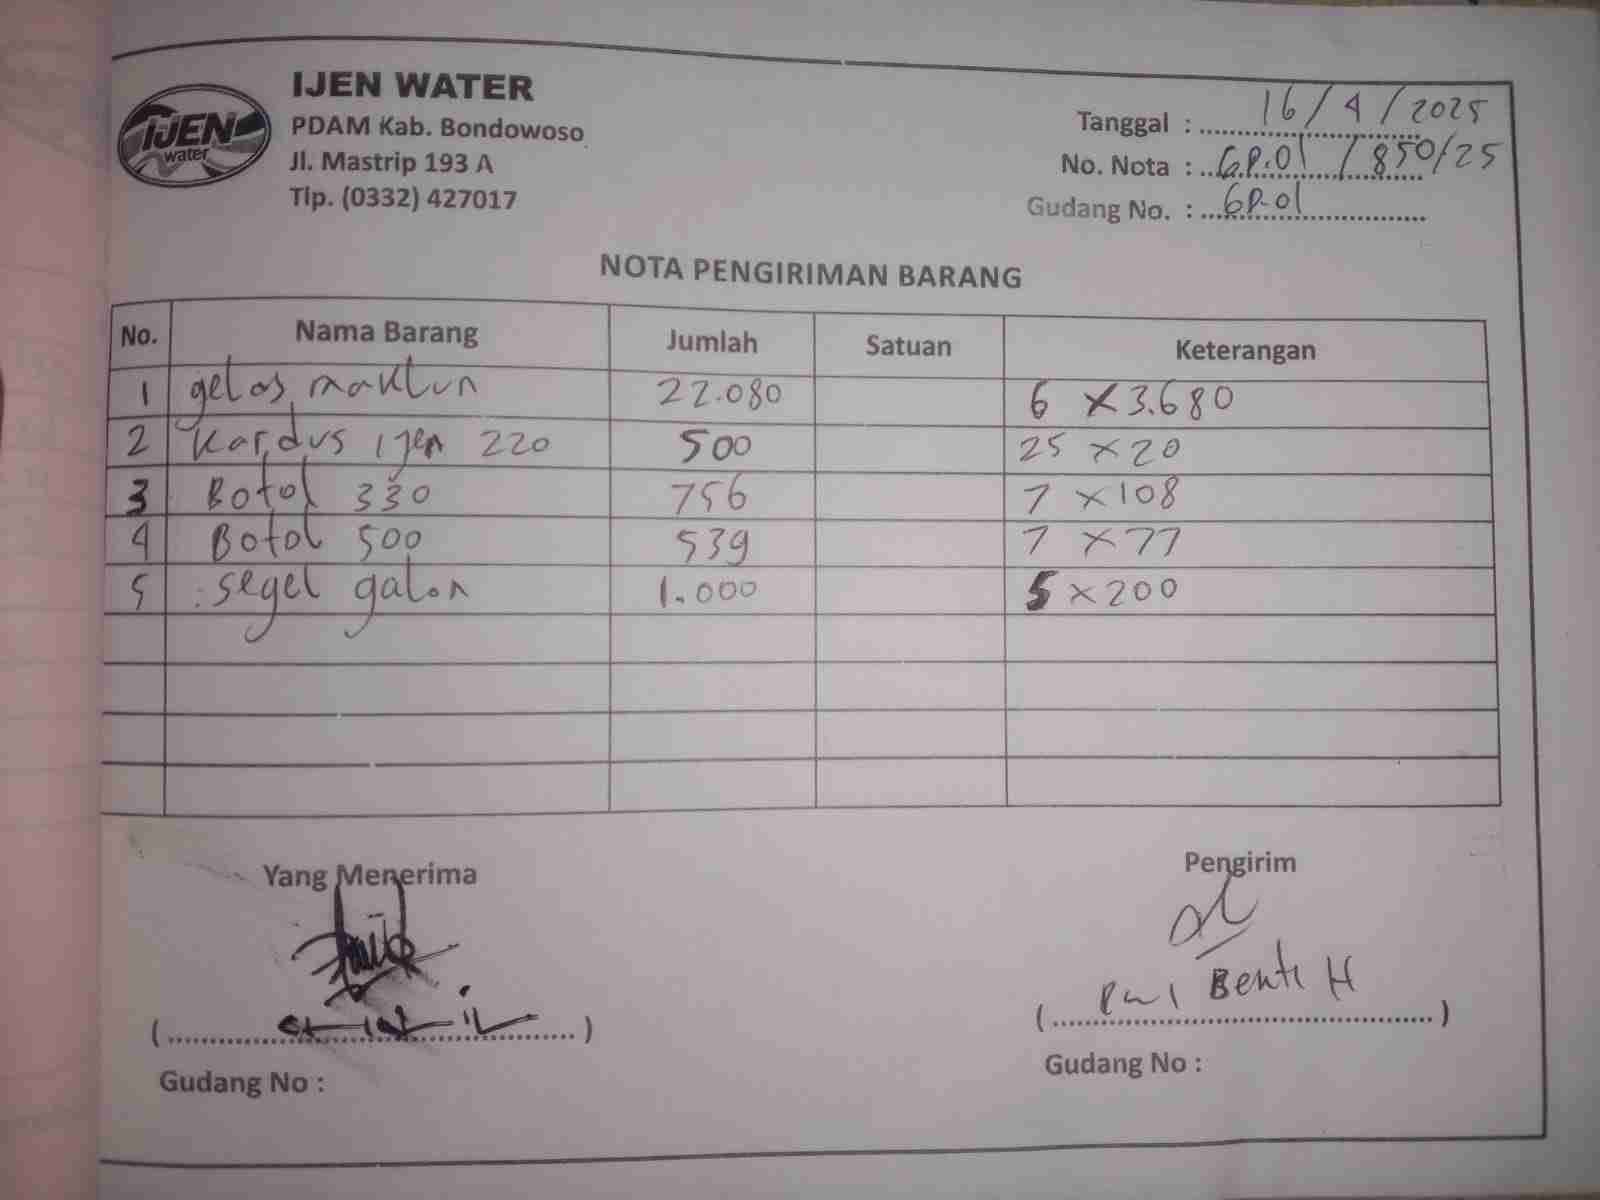 IJEN WATER
IJEN
water
PDAM Kab. Bondowoso
Jl. Mastrip 193 A
Tlp. (0332) 427017
Tanggal : 16/4/2025
No. Nota : GP.01 / 850/25
Gudang No. : GP-01
NOTA PENGIRIMAN BARANG
No. Nama Barang Jumlah Satuan Keterangan
1 gelas maklun 22.080 6 x 3.680
2 Kardus ijen 220 500 25 x 20
3 Botol 330 756 7 x 108
4 Botol 500 539 7 x 77
5 segel galon 1.000 5 x 200
Yang Menerima
Pengirim
Gudang No :
Gudang No :